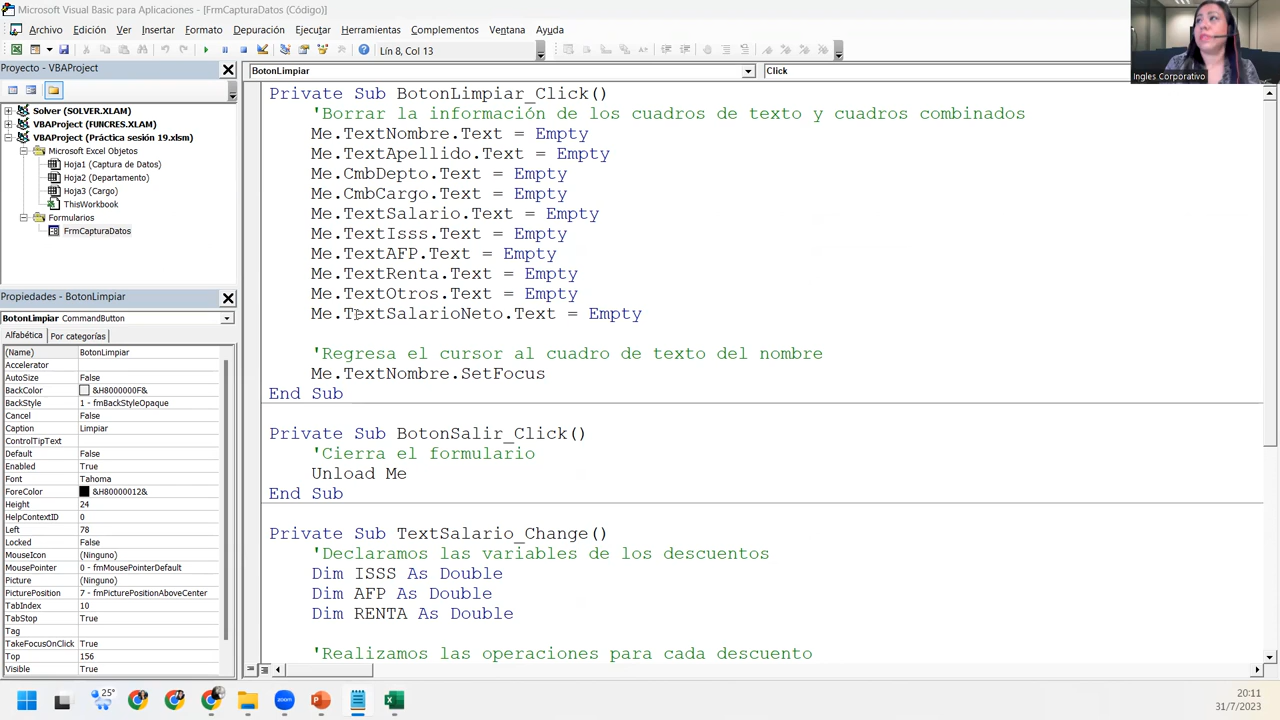 Microsoft Visual Basic para Aplicaciones - [FrmCapturaDatos (Código)]
Archivo Edición Ver Insertar Formato Depuración Ejecutar Herramientas Complementos Ventana Ayuda
Lín 8, Col 13
Ingles Corporativo
Proyecto - VBAProject
BotonLimpiar
Click
Solver (SOLVER.XLAM)
VBAProject (FUNCRES.XLAM)
VBAProject (Práctica sesión 19.xlsm)
Microsoft Excel Objetos
Hoja1 (Captura de Datos)
Hoja2 (Departamento)
Hoja3 (Cargo)
ThisWorkbook
Formularios
FrmCapturaDatos
Propiedades - BotonLimpiar
BotonLimpiar CommandButton
Alfabética Por categorías
(Name) BotonLimpiar
Accelerator
AutoSize False
BackColor &H8000000F&
BackStyle 1 - fmBackStyleOpaque
Cancel False
Caption Limpiar
ControlTipText
Default False
Enabled True
Font Tahoma
ForeColor &H80000012&
Height 24
HelpContextID 0
Left 78
Locked False
MouseIcon (Ninguno)
MousePointer 0 - fmMousePointerDefault
Picture (Ninguno)
PicturePosition 7 - fmPicturePositionAboveCenter
TabIndex 10
TabStop True
Tag
TakeFocusOnClick True
Top 156
Visible True
Private Sub BotonLimpiar_Click()
'Borrar la información de los cuadros de texto y cuadros combinados
Me.TextNombre.Text = Empty
Me.TextApellido.Text = Empty
Me.CmbDepto.Text = Empty
Me.CmbCargo.Text = Empty
Me.TextSalario.Text = Empty
Me.TextIsss.Text = Empty
Me.TextAFP.Text = Empty
Me.TextRenta.Text = Empty
Me.TextOtros.Text = Empty
Me.TextSalarioNeto.Text = Empty
'Regresa el cursor al cuadro de texto del nombre
Me.TextNombre.SetFocus
End Sub
Private Sub BotonSalir_Click()
'Cierra el formulario
Unload Me
End Sub
Private Sub TextSalario_Change()
'Declaramos las variables de los descuentos
Dim ISSS As Double
Dim AFP As Double
Dim RENTA As Double
'Realizamos las operaciones para cada descuento
25°
zoom
20:11
31/7/2023